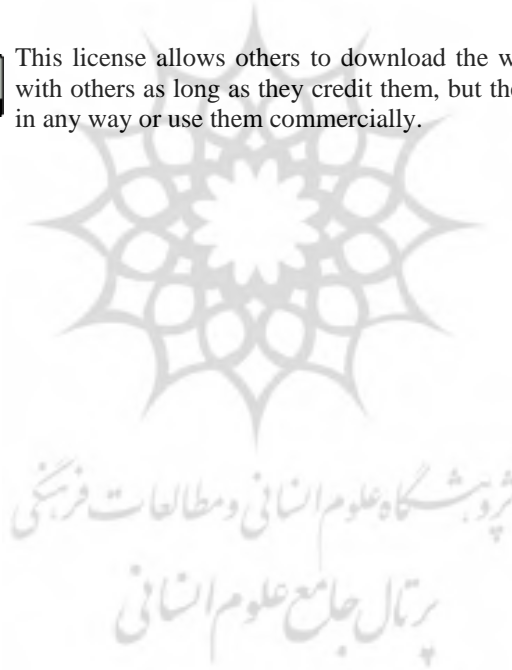 This license allows others to download the w
with others as long as they credit them, but the
in any way or use them commercially.
پژوهشگاه علوم انسانی و مطالعات فرهنگی
پرتال جامع علوم انسانی